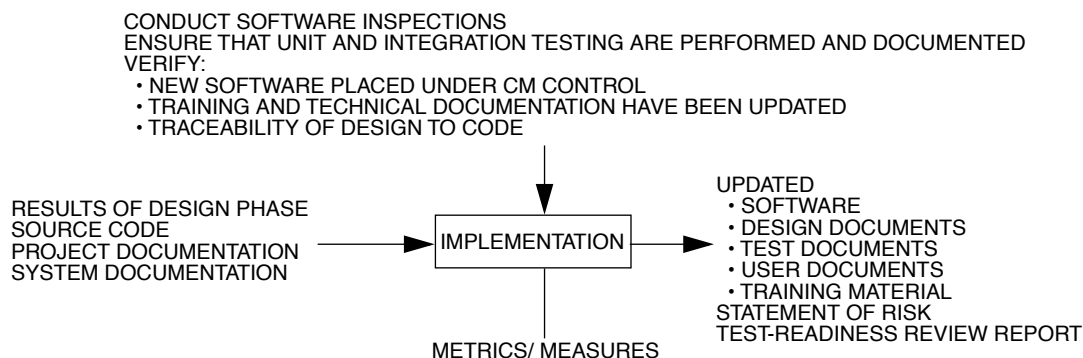 CONDUCT SOFTWARE INSPECTIONS
ENSURE THAT UNIT AND INTEGRATION TESTING ARE PERFORMED AND DOCUMENTED
VERIFY:
• NEW SOFTWARE PLACED UNDER CM CONTROL
• TRAINING AND TECHNICAL DOCUMENTATION HAVE BEEN UPDATED
• TRACEABILITY OF DESIGN TO CODE
RESULTS OF DESIGN PHASE
SOURCE CODE
PROJECT DOCUMENTATION
SYSTEM DOCUMENTATION
IMPLEMENTATION
UPDATED
• SOFTWARE
• DESIGN DOCUMENTS
• TEST DOCUMENTS
• USER DOCUMENTS
• TRAINING MATERIAL
STATEMENT OF RISK
TEST-READINESS REVIEW REPORT
METRICS/ MEASURES